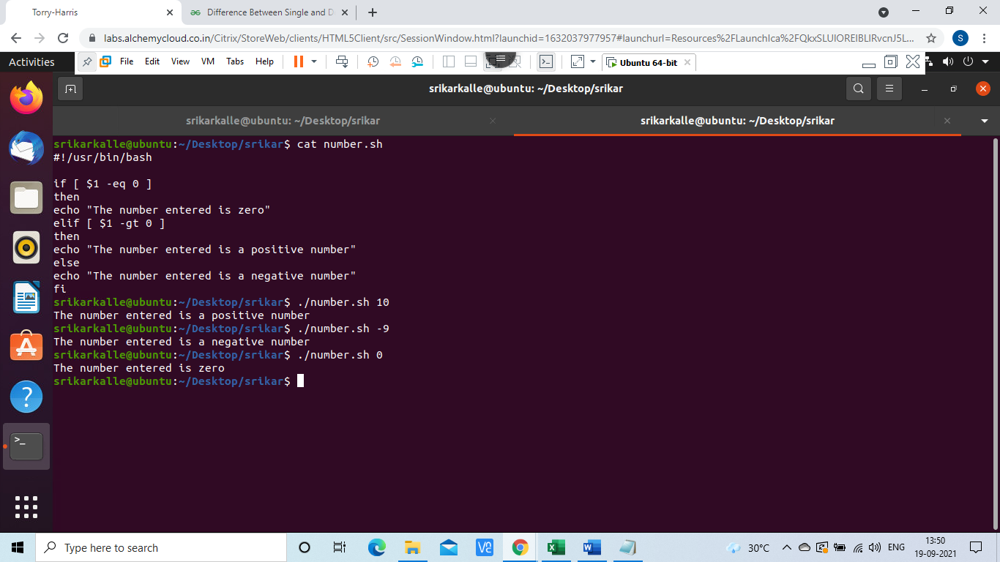 Torry-Harris
Difference Between Single and D
labs.alchemycloud.co.in/Citrix/StoreWeb/clients/HTML5Client/src/SessionWindow.html?launchid=1632037977957#launchurl=Resources%2FLaunchIca%2FQkxSLUlOREIBLIRvcnJ5L...
S
Activities
File Edit View VM Tabs Help
Ubuntu 64-bit
srikarkalle@ubuntu: ~/Desktop/srikar
srikarkalle@ubuntu: ~/Desktop/srikar
srikarkalle@ubuntu: ~/Desktop/srikar
srikarkalle@ubuntu:~/Desktop/srikar$ cat number.sh
#!/usr/bin/bash
if [ $1 -eq 0 ]
then
echo "The number entered is zero"
elif [ $1 -gt 0 ]
then
echo "The number entered is a positive number"
else
echo "The number entered is a negative number"
fi
srikarkalle@ubuntu:~/Desktop/srikar$ ./number.sh 10
The number entered is a positive number
srikarkalle@ubuntu:~/Desktop/srikar$ ./number.sh -9
The number entered is a negative number
srikarkalle@ubuntu:~/Desktop/srikar$ ./number.sh 0
The number entered is zero
srikarkalle@ubuntu:~/Desktop/srikar$
Type here to search
30°C
ENG
13:50
19-09-2021